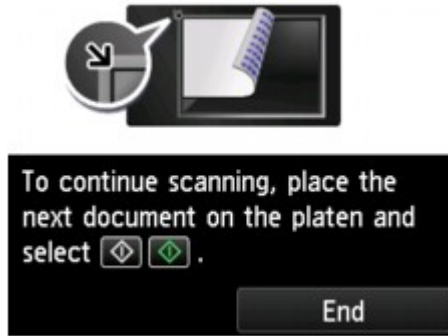 To continue scanning, place the
next document on the platen and
select .
End